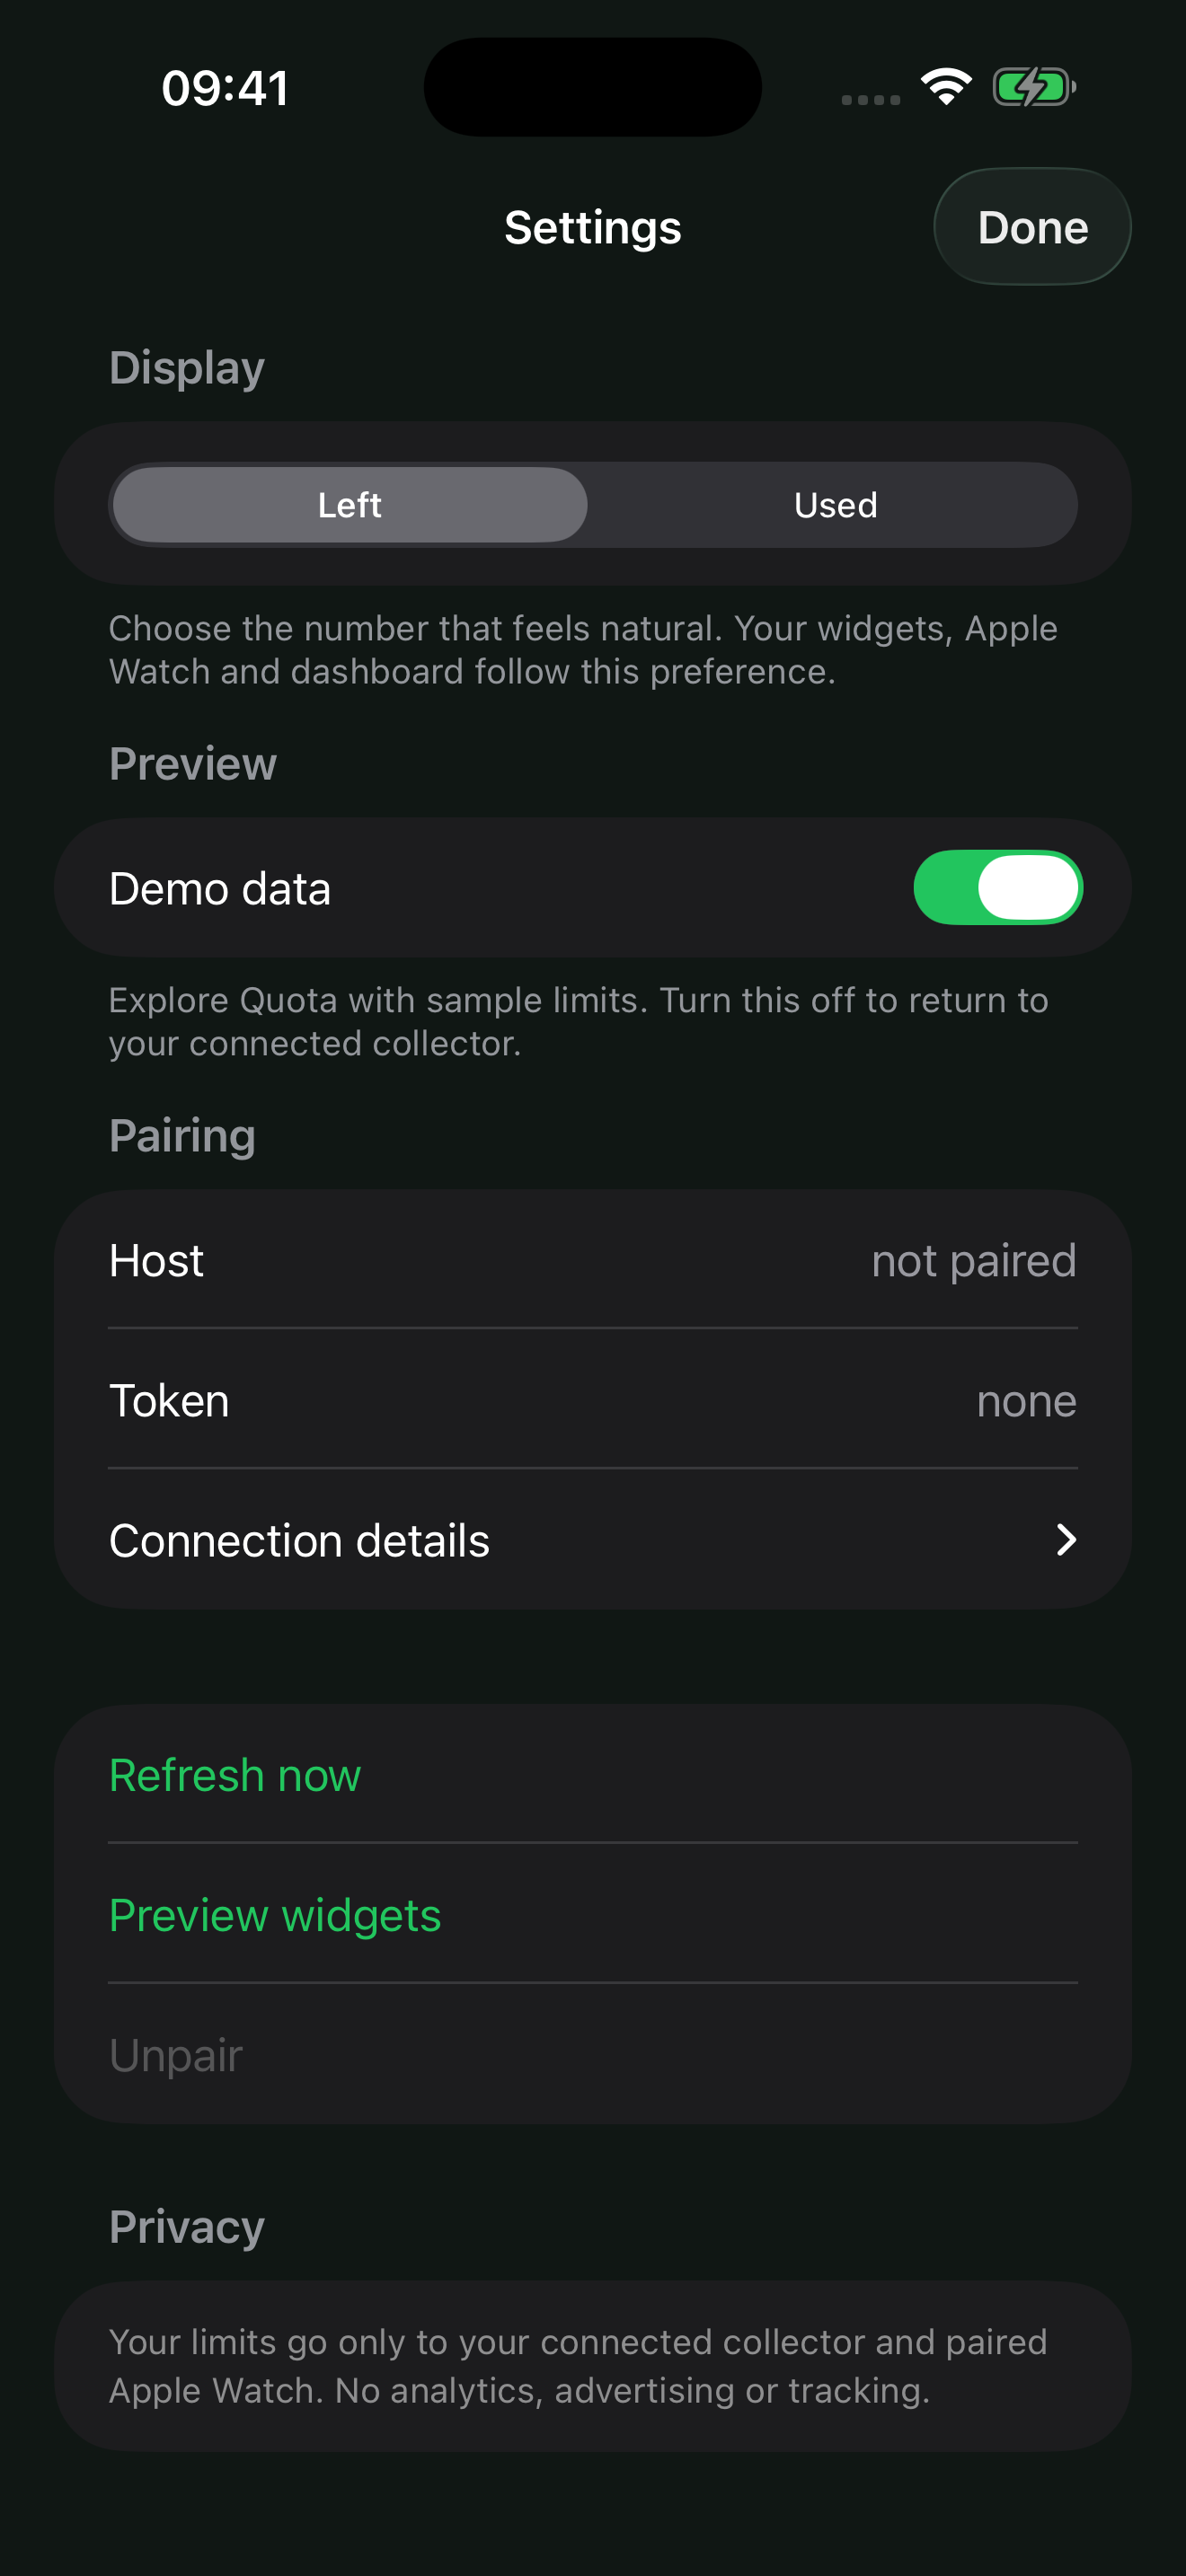 09:41
Settings
Done
Display
Left
Used
Choose the number that feels natural. Your widgets, Apple
Watch and dashboard follow this preference.
Preview
Demo data
Explore Quota with sample limits. Turn this off to return to
your connected collector.
Pairing
Host
not paired
Token
none
Connection details
Refresh now
Preview widgets
Unpair
Privacy
Your limits go only to your connected collector and paired
Apple Watch. No analytics, advertising or tracking.